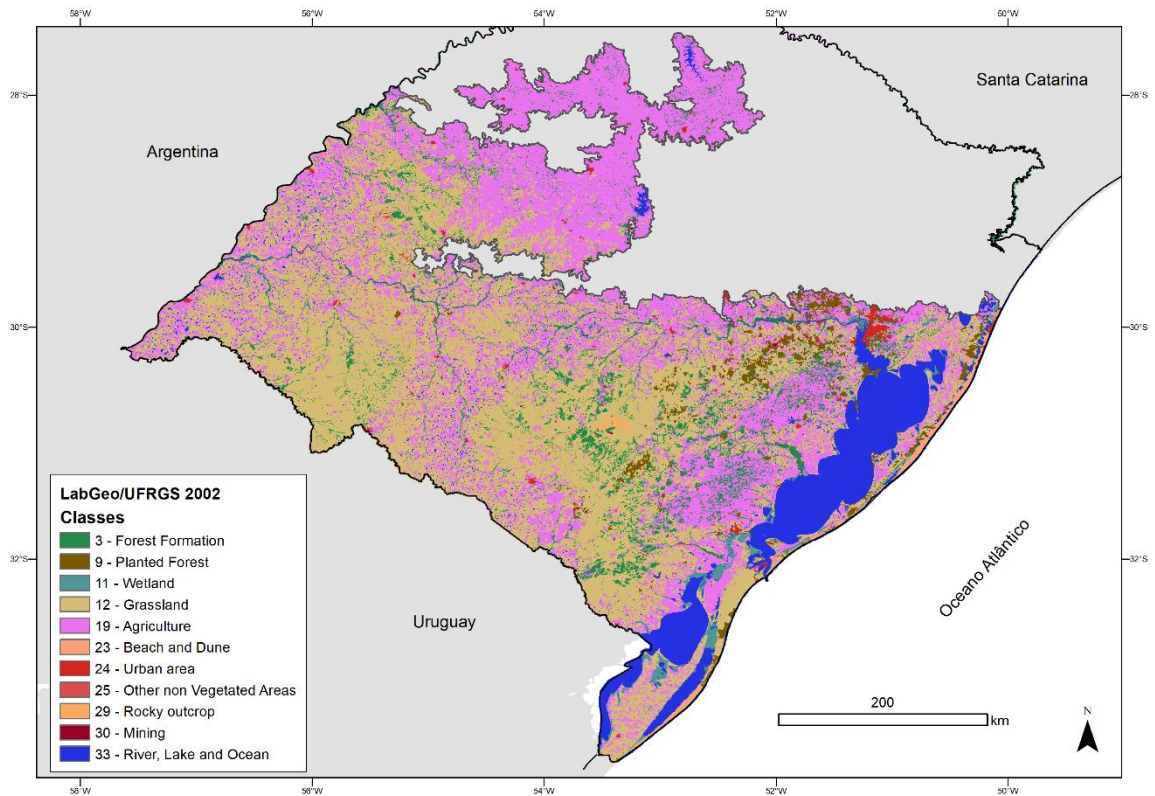 58°W 56°W 54°W 52°W 50°W
Santa Catarina
28°S 28°S
Argentina
30°S 30°S
LabGeo/UFRGS 2002
Classes
3 - Forest Formation
9 - Planted Forest
11 - Wetland
12 - Grassland
19 - Agriculture
23 - Beach and Dune
24 - Urban area
25 - Other non Vegetated Areas
29 - Rocky outcrop
30 - Mining
33 - River, Lake and Ocean
32°S 32°S
Oceano Atlântico
Uruguay
200
km
N
58°W 56°W 54°W 52°W 50°W